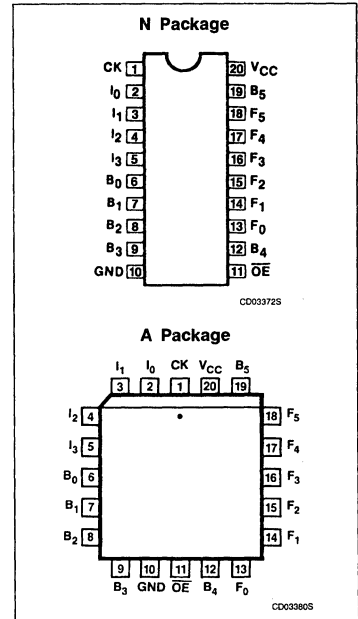 N Package
CK 1 20 VCC
I0 2 19 B5
I1 3 18 F5
I2 4 17 F4
I3 5 16 F3
B0 6 15 F2
B1 7 14 F1
B2 8 13 F0
B3 9 12 B4
GND 10 11 OE
CD03372S
A Package
I1 I0 CK VCC B5
3 2 1 20 19
I2 4 18 F5
I3 5 17 F4
B0 6 16 F3
B1 7 15 F2
B2 8 14 F1
9 10 11 12 13
B3 GND OE B4 F0
CD03380S